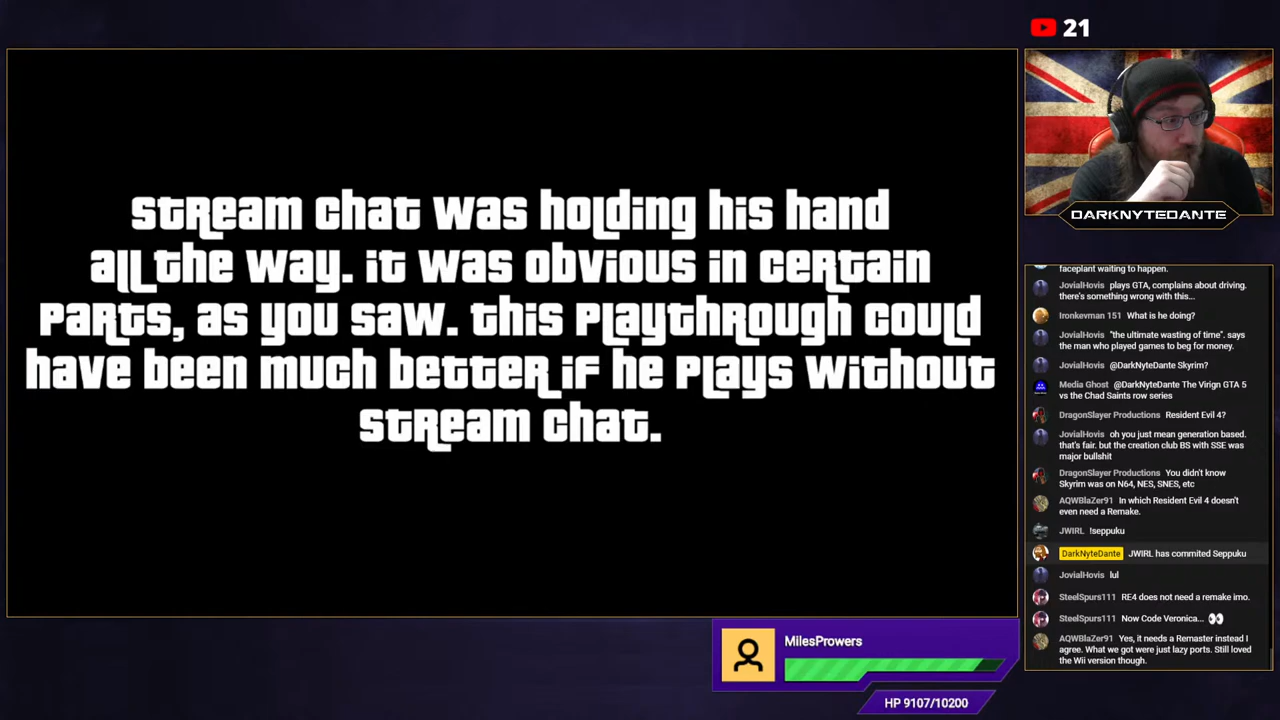 21
stream chat was holding his hand
all the way. it was obvious in certain
parts, as you saw. this playthrough could
have been much better if he plays without
stream chat.
DARKNYTEDANTE
faceplant waiting to happen.
JovialHovis plays GTA, complains about driving.
there's something wrong with this...
Ironkevman 151 What is he doing?
JovialHovis "the ultimate wasting of time". says
the man who played games to beg for money.
JovialHovis @DarkNyteDante Skyrim?
Media Ghost @DarkNyteDante The Virign GTA 5
vs the Chad Saints row series
DragonSlayer Productions Resident Evil 4?
JovialHovis oh you just mean generation based.
that's fair. but the creation club BS with SSE was
major bullshit
DragonSlayer Productions You didn't know
Skyrim was on N64, NES, SNES, etc
AQWBlaZer91 In which Resident Evil 4 doesn't
even need a Remake.
JWIRL !seppuku
DarkNyteDante JWIRL has commited Seppuku
JovialHovis lul
SteelSpurs111 RE4 does not need a remake imo.
SteelSpurs111 Now Code Veronica... 👀
AQWBlaZer91 Yes, it needs a Remaster instead I
agree. What we got were just lazy ports. Still loved
the Wii version though.
MilesProwers
HP 9107/10200